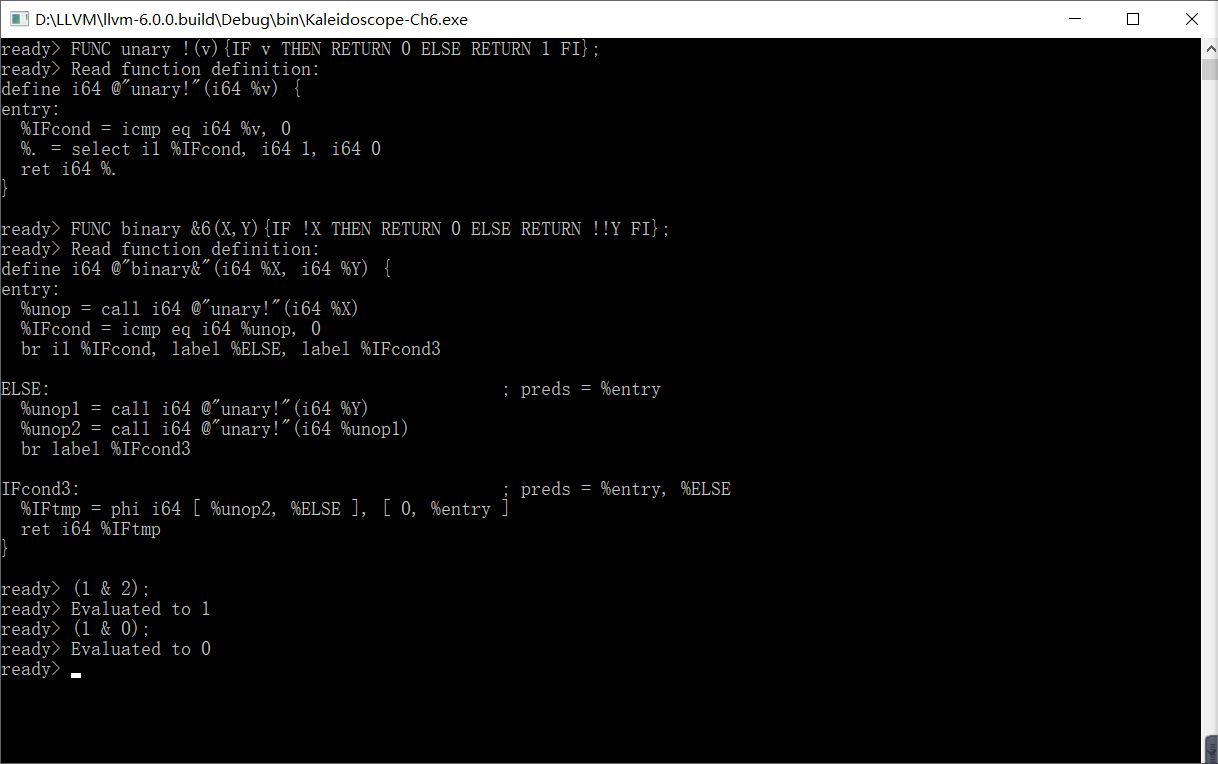 D:\LLVM\llvm-6.0.0.build\Debug\bin\Kaleidoscope-Ch6.exe
ready> FUNC unary !(v){IF v THEN RETURN 0 ELSE RETURN 1 FI};
ready> Read function definition:
define i64 @"unary!"(i64 %v) {
entry:
  %IFcond = icmp eq i64 %v, 0
  %. = select i1 %IFcond, i64 1, i64 0
  ret i64 %.
}
ready> FUNC binary &6(X,Y){IF !X THEN RETURN 0 ELSE RETURN !!Y FI};
ready> Read function definition:
define i64 @"binary&"(i64 %X, i64 %Y) {
entry:
  %unop = call i64 @"unary!"(i64 %X)
  %IFcond = icmp eq i64 %unop, 0
  br i1 %IFcond, label %ELSE, label %IFcond3
ELSE:                                             ; preds = %entry
  %unop1 = call i64 @"unary!"(i64 %Y)
  %unop2 = call i64 @"unary!"(i64 %unop1)
  br label %IFcond3
IFcond3:                                          ; preds = %entry, %ELSE
  %IFtmp = phi i64 [ %unop2, %ELSE ], [ 0, %entry ]
  ret i64 %IFtmp
}
ready> (1 & 2);
ready> Evaluated to 1
ready> (1 & 0);
ready> Evaluated to 0
ready>